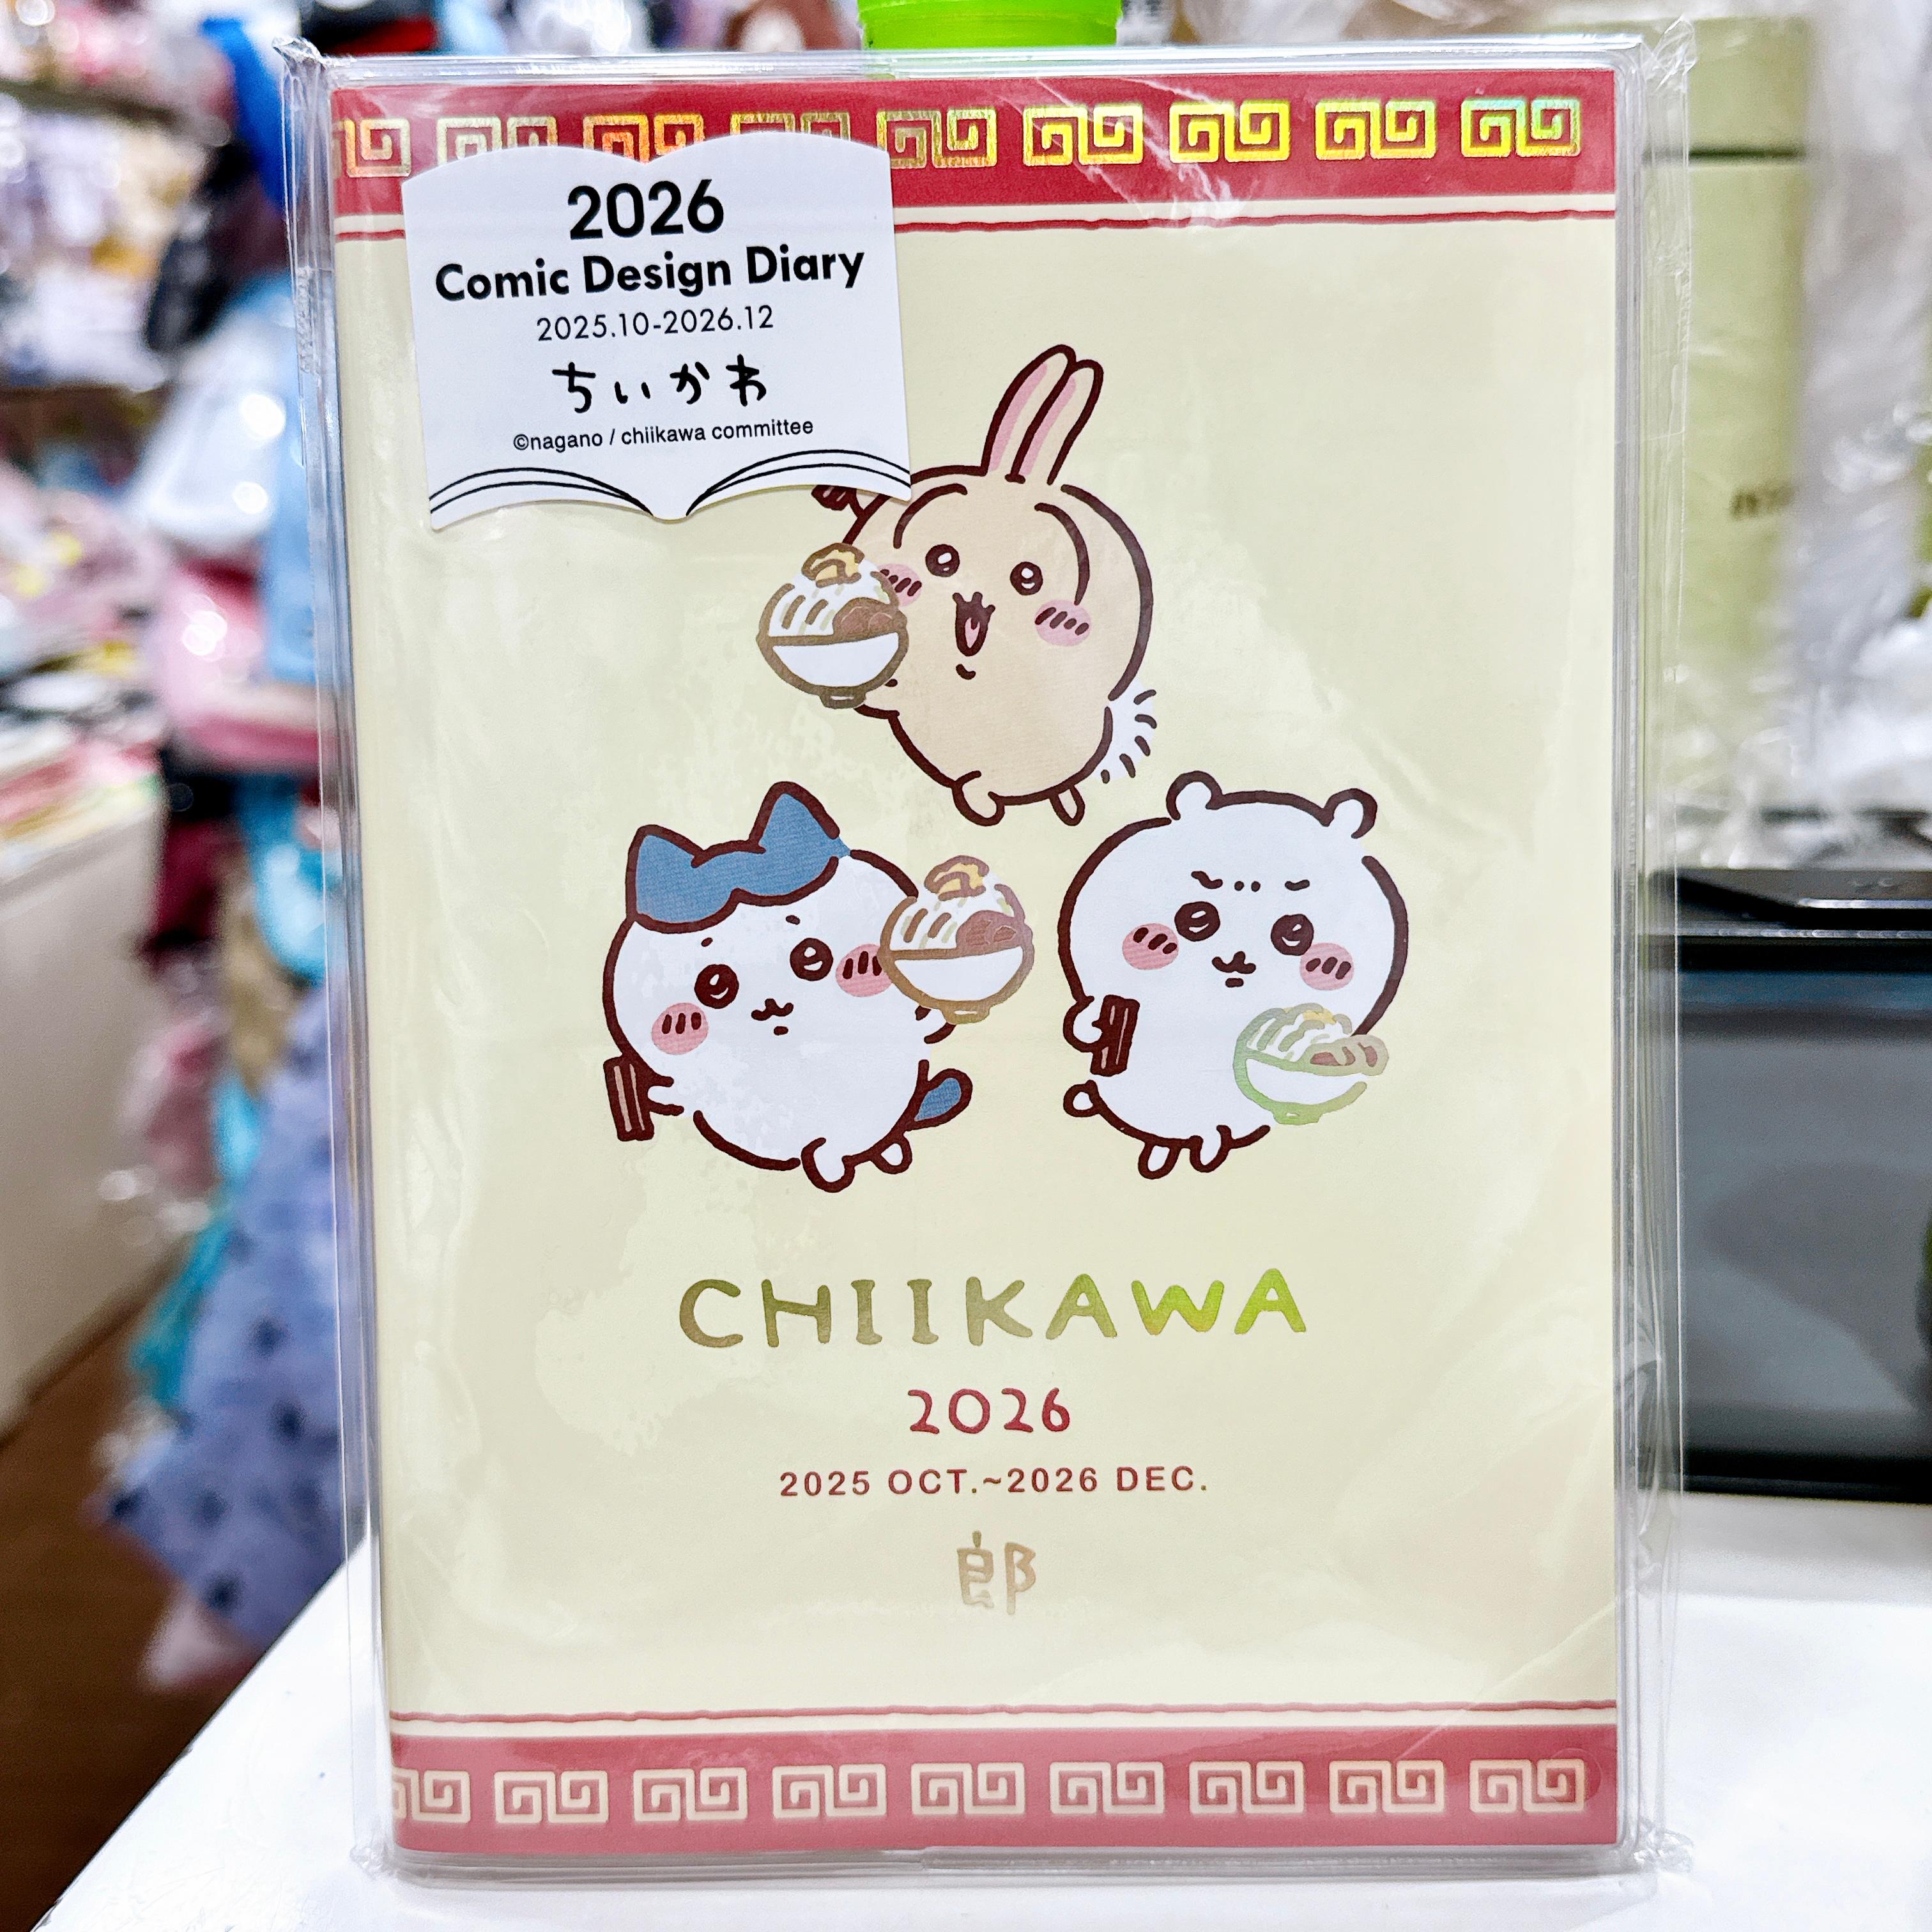 2026
Comic Design Diary
2025.10-2026.12
ちいかわ
©nagano / chiikawa committee
CHIIKAWA
2026
2025 OCT.~2026 DEC.
郎